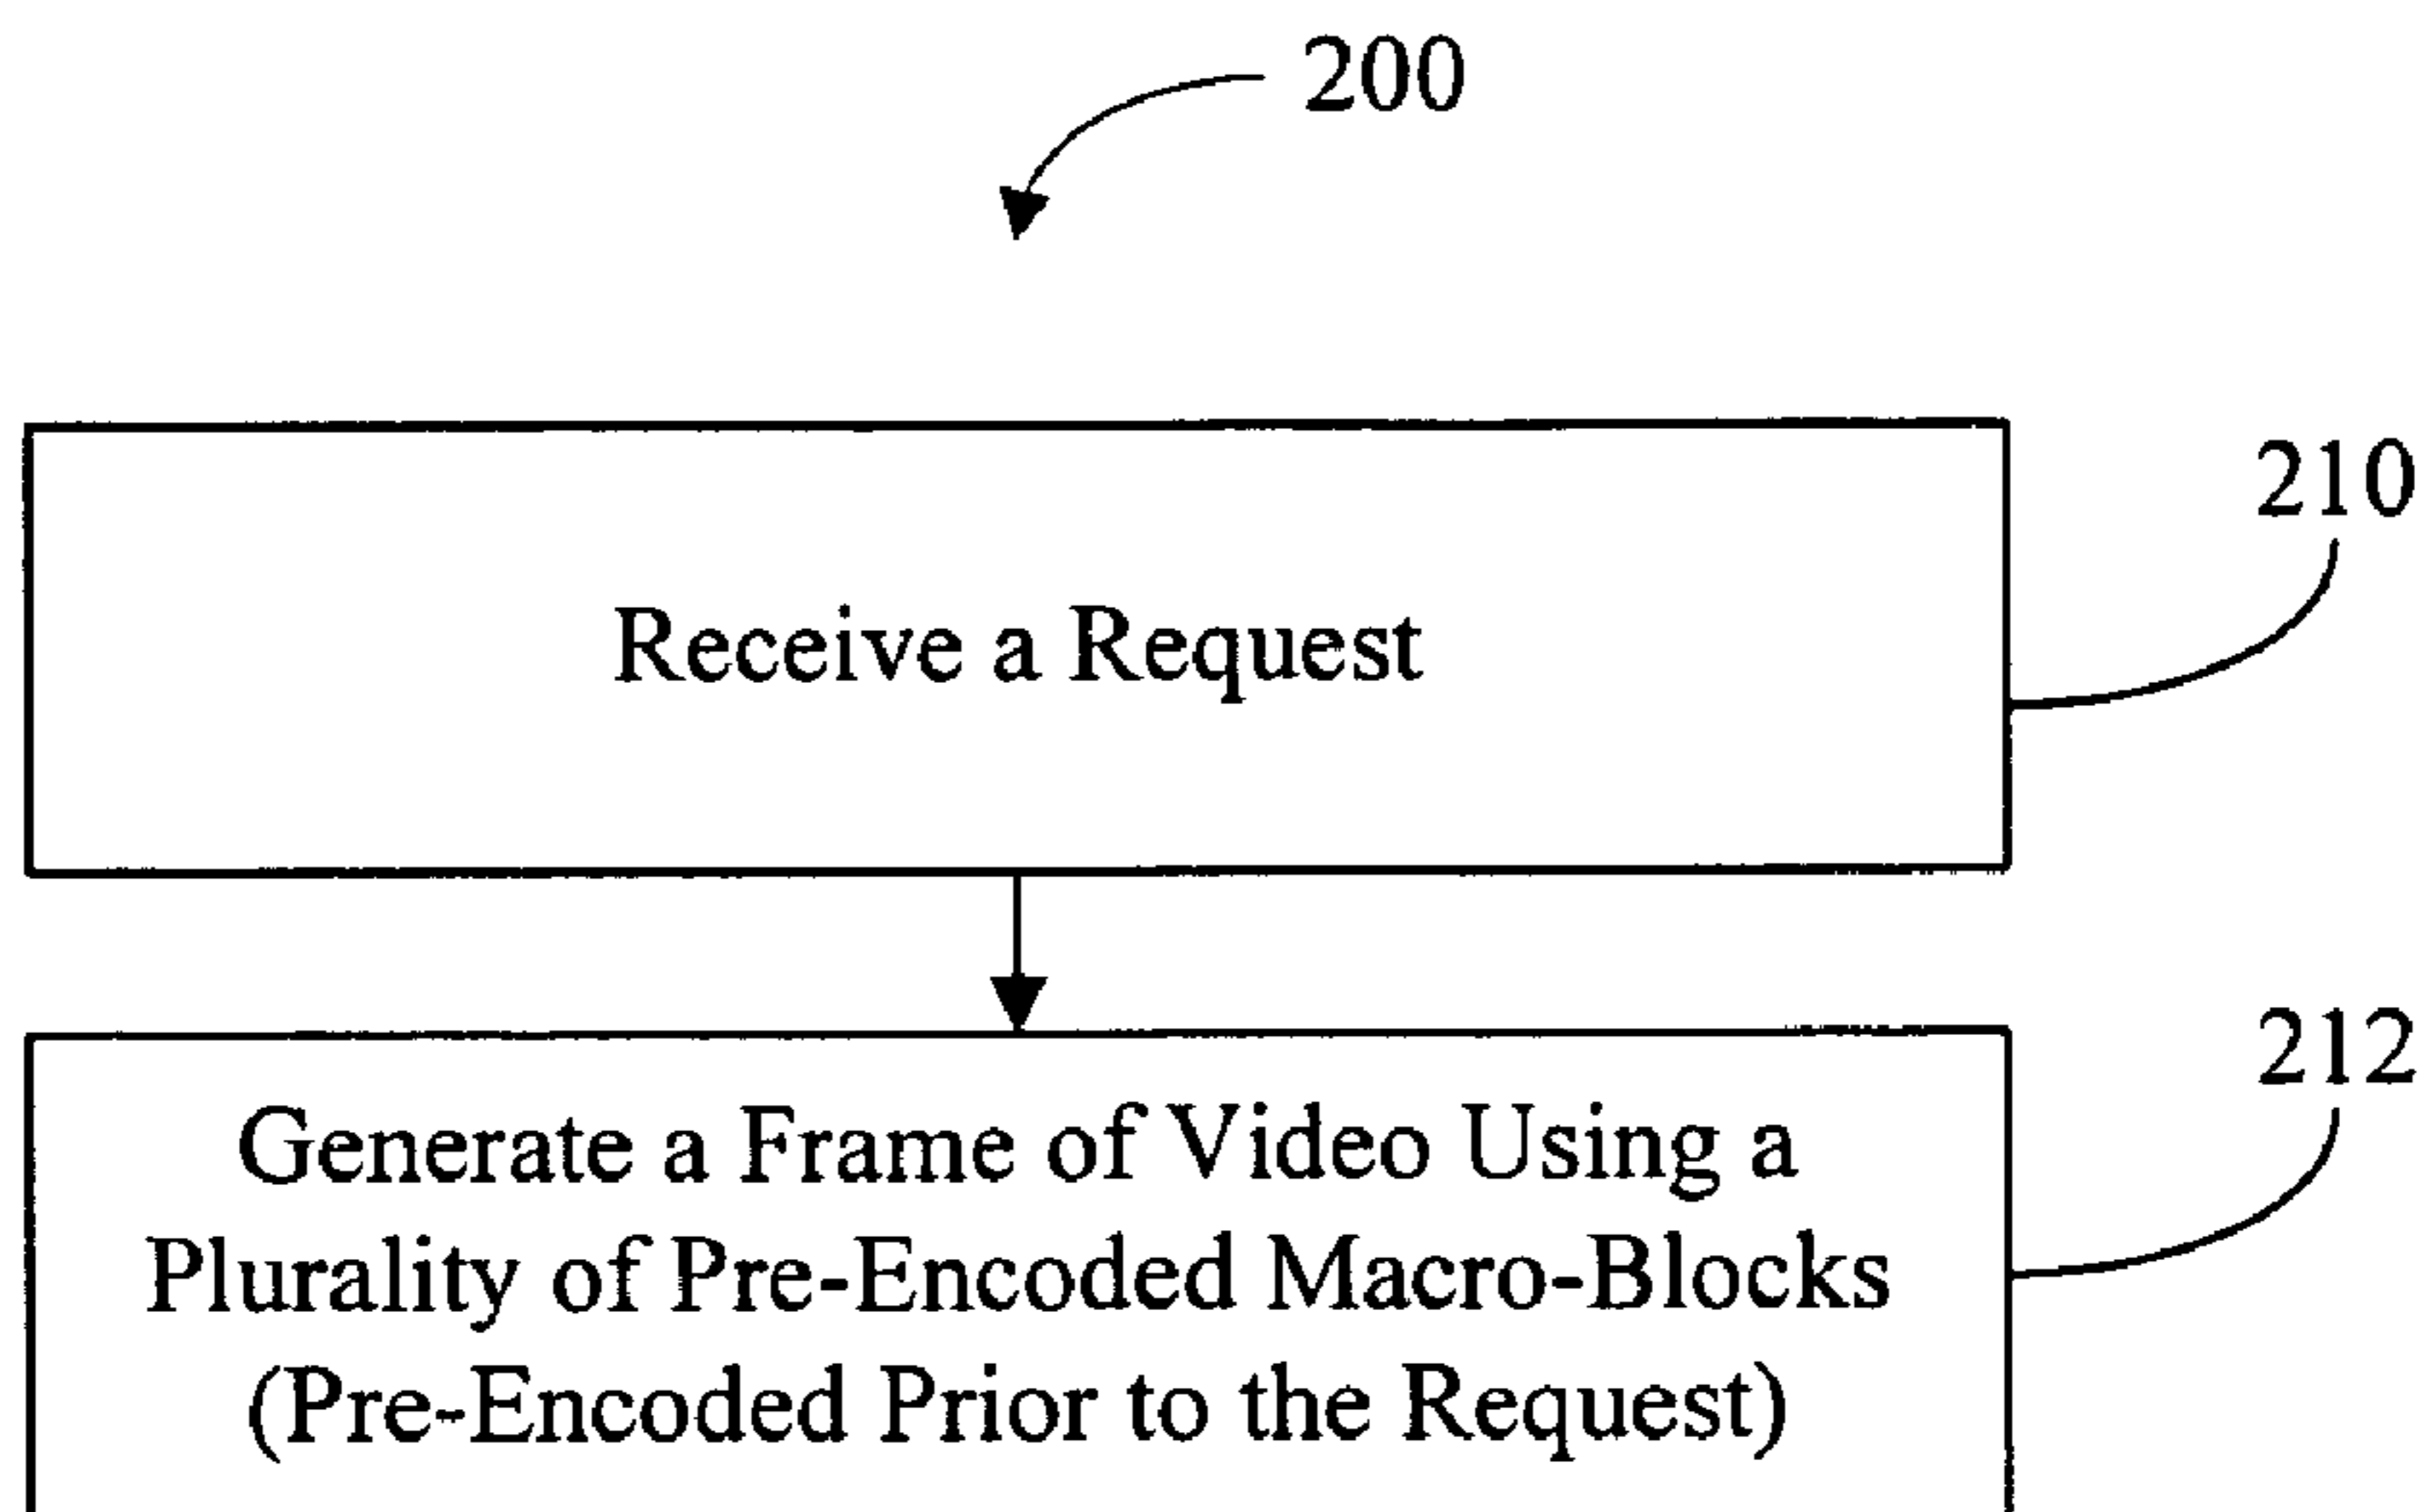 200
210
Receive a Request
212
Generate a Frame of Video Using a
Plurality of Pre-Encoded Macro-Blocks
(Pre-Encoded Prior to the Request)